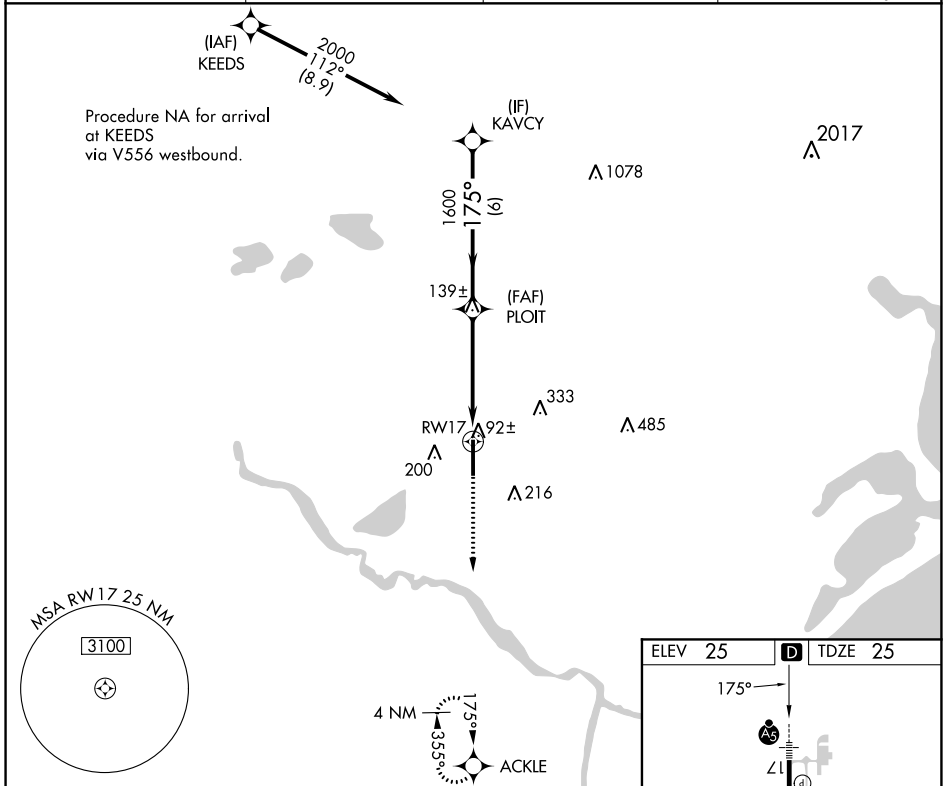 (IAF)
KEEDS
2000
112°
(8.9)
Procedure NA for arrival
at KEEDS
via V556 westbound.
(IF)
KAVCY
2017
1078
1600
175°
(6)
139±
(FAF)
PLOIT
333
RW17
92±
485
200
216
MSA RW17 25 NM
3100
4 NM
175°
355°
ACKLE
ELEV 25
D
TDZE 25
175°
A5
17
d